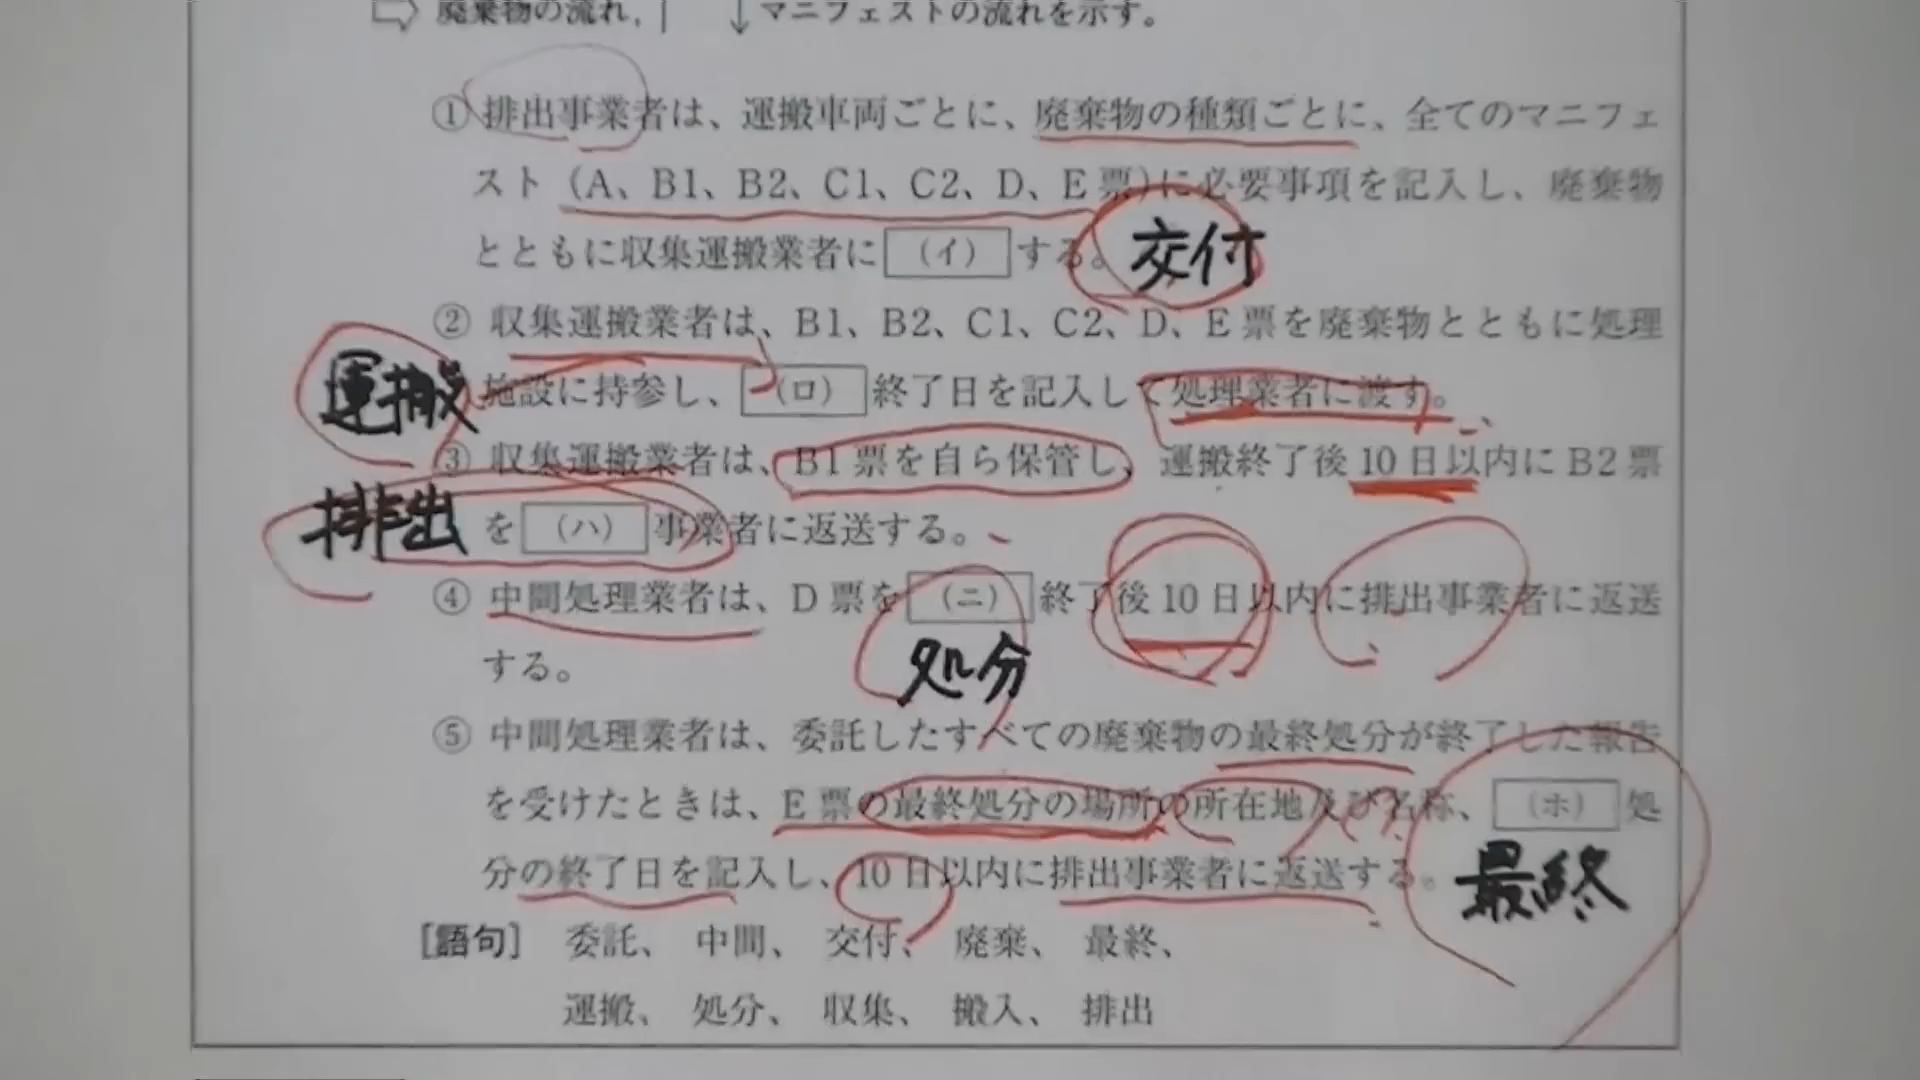 廃棄物の流れ, ↓ マニフェストの流れを示す。
① 排出事業者は、運搬車両ごとに、廃棄物の種類ごとに、全てのマニフェ
スト（A、B1、B2、C1、C2、D、E 票）に必要事項を記入し、廃棄物
とともに収集運搬業者に (イ) する。 交付
② 収集運搬業者は、B1、B2、C1、C2、D、E 票を廃棄物とともに処理
運搬 施設に持参し、 (ロ) 終了日を記入して処理業者に渡す。
③ 収集運搬業者は、B1 票を自ら保管し、運搬終了後 10 日以内に B2 票
排出 を (ハ) 事業者に返送する。
④ 中間処理業者は、D 票を (ニ) 終了後 10 日以内に排出事業者に返送
する。 処分
⑤ 中間処理業者は、委託したすべての廃棄物の最終処分が終了した報告
を受けたときは、E 票の最終処分の場所の所在地及び名称、 (ホ) 処
分の終了日を記入し、10 日以内に排出事業者に返送する。 最終
［語句］ 委託、 中間、 交付、 廃棄、 最終、
運搬、 処分、 収集、 搬入、 排出